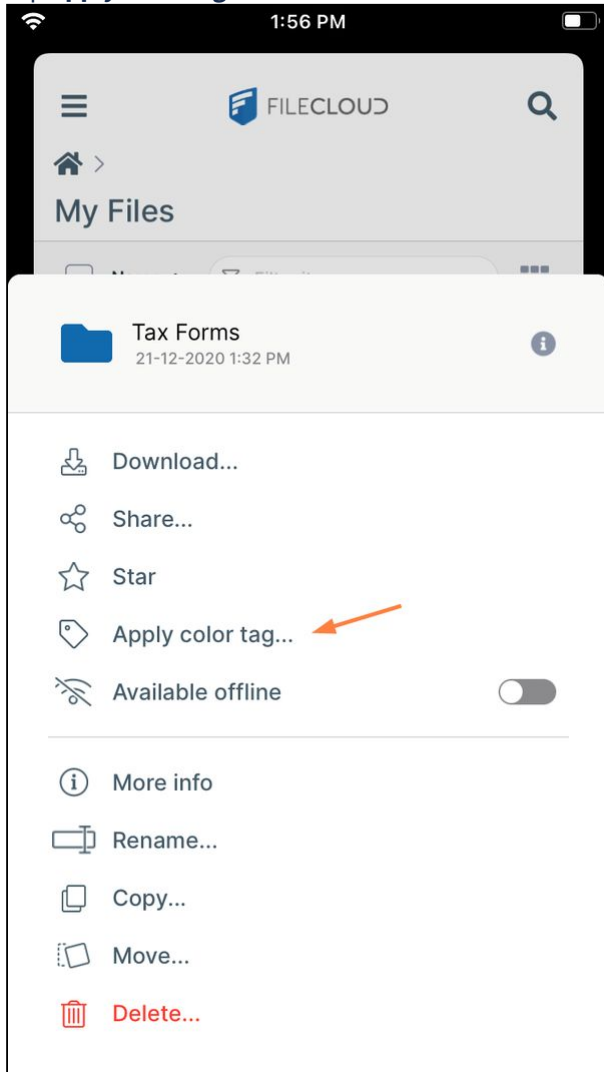 1:56 PM
FILECLOUD
My Files
Tax Forms
21-12-2020 1:32 PM
Download...
Share...
Star
Apply color tag...
Available offline
More info
Rename...
Copy...
Move...
Delete...